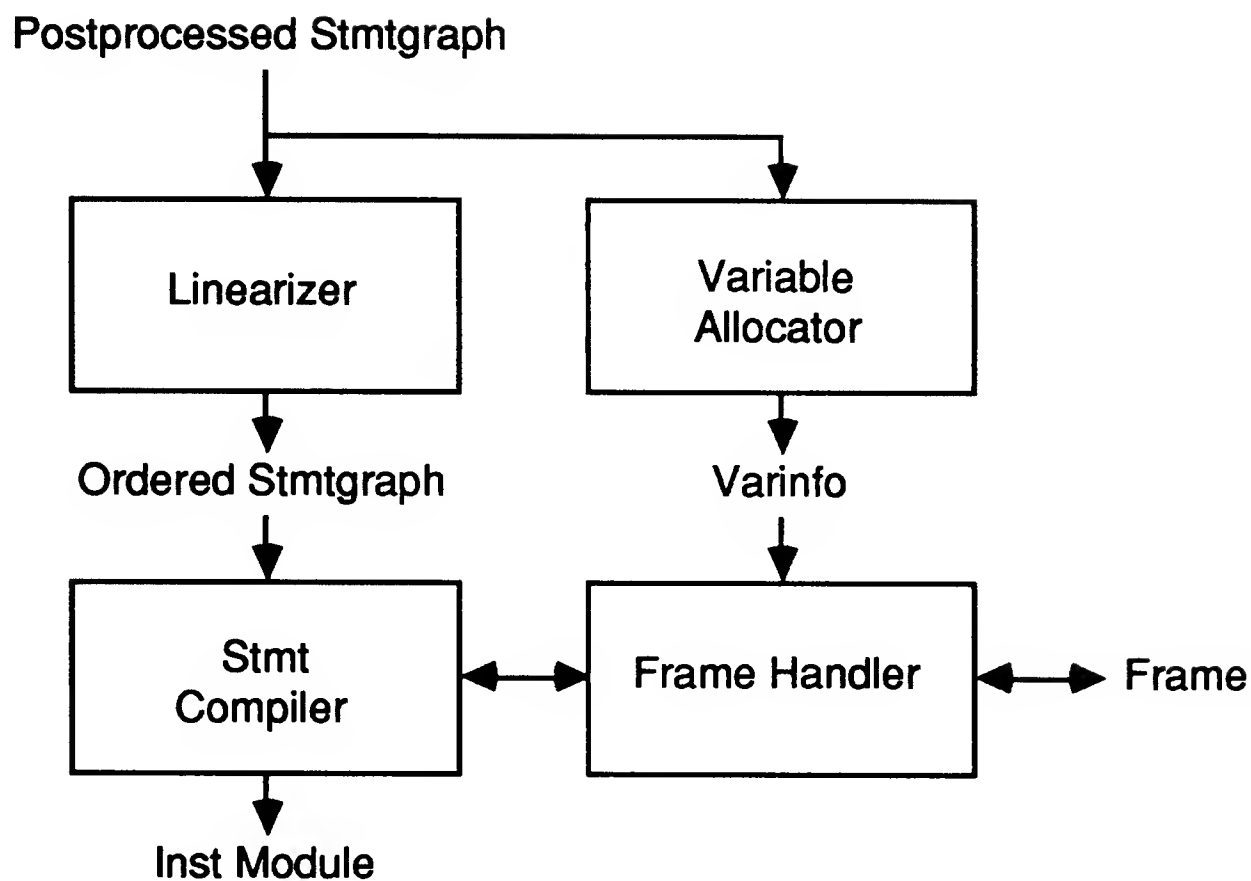 Postprocessed Stmtgraph
Linearizer
Variable
Allocator
Ordered Stmtgraph
Varinfo
Stmt
Compiler
Frame Handler
Frame
Inst Module